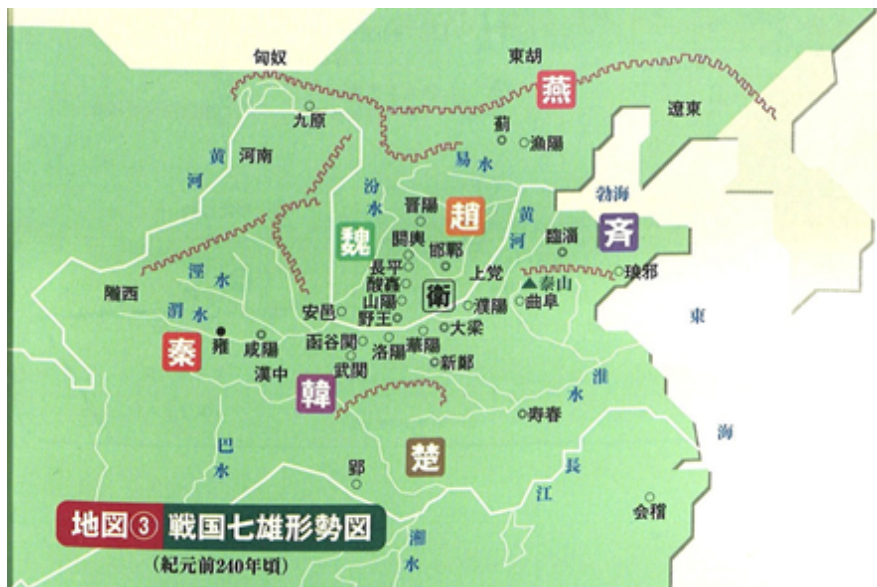 匈奴
東胡
燕
遼東
九原
薊
漁陽
黄河
河南
易水
汾水
勃海
晋陽
趙
黄河
魏
閼輿
邯鄲
臨淄
斉
長平
上党
琅邪
涇水
隴西
酸棗
衛
泰山
渭水
山陽
濮陽
曲阜
安邑
野王
東海
雍
咸陽
函谷関
洛陽
華陽
大梁
秦
漢中
武関
新鄭
韓
淮水
寿春
巴水
楚
郢
長江
会稽
地図③ 戦国七雄形勢図
(紀元前240年頃)
湘水